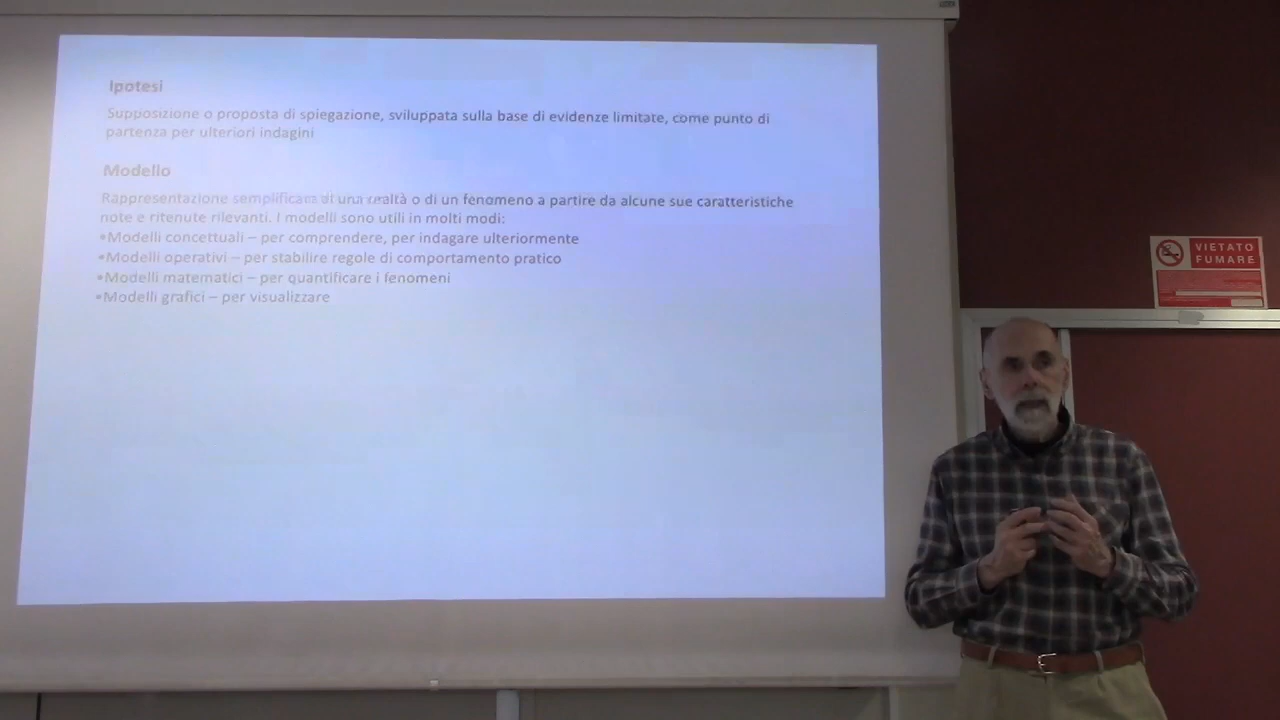 Ipotesi
Supposizione o proposta di spiegazione, sviluppata sulla base di evidenze limitate, come punto di
partenza per ulteriori indagini
Modello
Rappresentazione semplificata di una realtà o di un fenomeno a partire da alcune sue caratteristiche
note e ritenute rilevanti. I modelli sono utili in molti modi:
•Modelli concettuali – per comprendere, per indagare ulteriormente
•Modelli operativi – per stabilire regole di comportamento pratico
•Modelli matematici – per quantificare i fenomeni
•Modelli grafici – per visualizzare
VIETATO
FUMARE